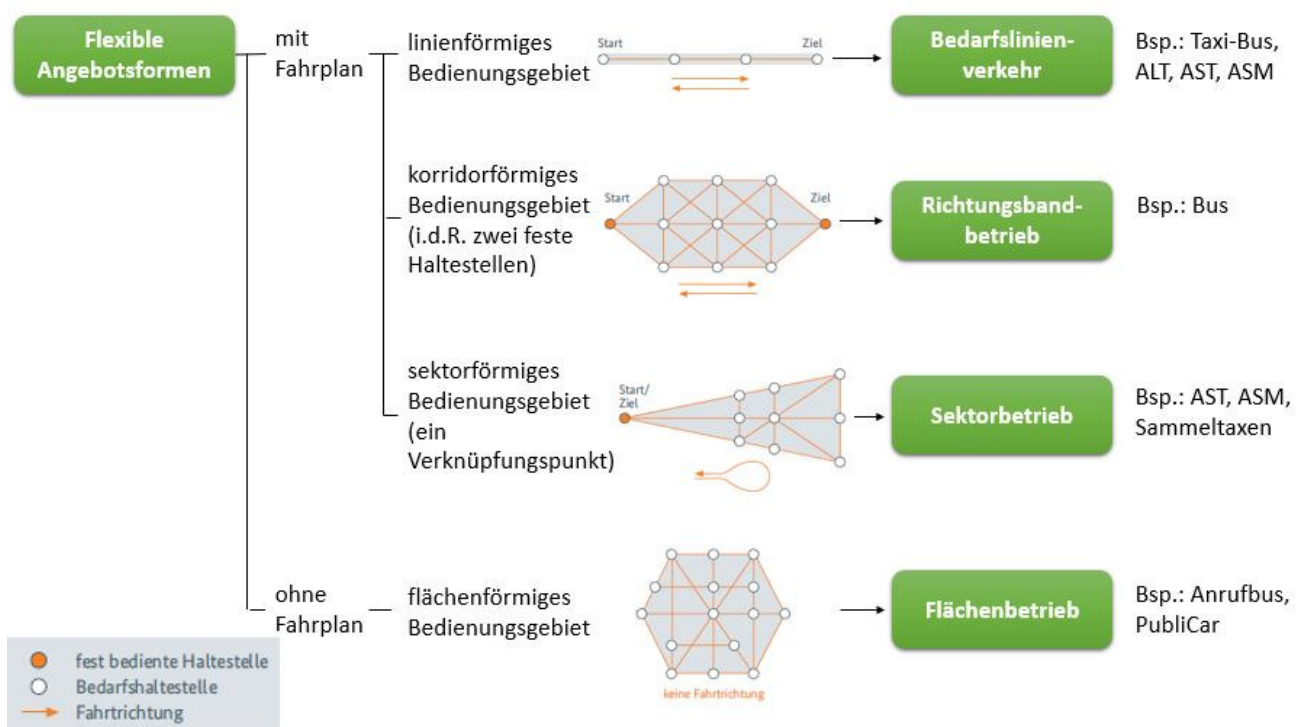 Flexible
Angebotsformen
mit
Fahrplan
linienförmiges
Bedienungsgebiet
Start
Ziel
Bedarfslinien-
verkehr
Bsp.: Taxi-Bus,
ALT, AST, ASM
korridorförmiges
Bedienungsgebiet
(i.d.R. zwei feste
Haltestellen)
Start
Ziel
Richtungsband-
betrieb
Bsp.: Bus
sektorförmiges
Bedienungsgebiet
(ein
Verknüpfungspunkt)
Start/
Ziel
Sektorbetrieb
Bsp.: AST, ASM,
Sammeltaxen
ohne
Fahrplan
flächenförmiges
Bedienungsgebiet
keine Fahrtrichtung
Flächenbetrieb
Bsp.: Anrufbus,
PubliCar
fest bediente Haltestelle
Bedarfshaltestelle
Fahrtrichtung